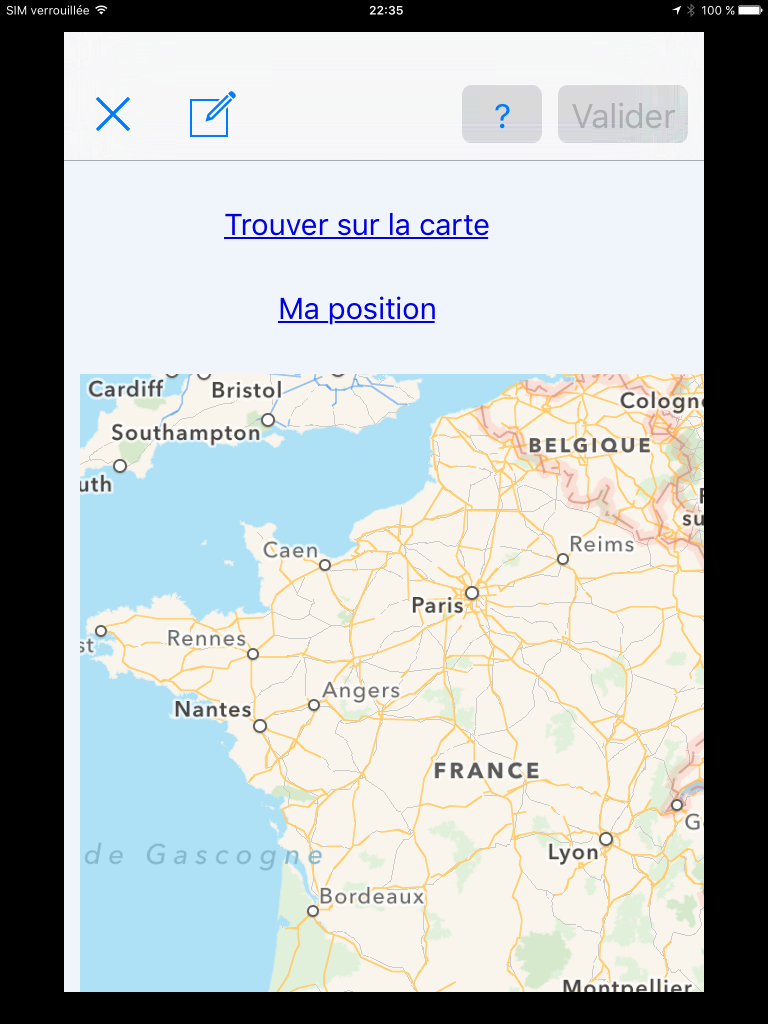 SIM verrouillée 22:35 100 %
? Valider
Trouver sur la carte
Ma position
Cardiff
Bristol
Cologn
Southampton
BELGIQUE
uth
su
Caen
Reims
Paris
st
Rennes
Angers
Nantes
FRANCE
G
Lyon
de Gascogne
Bordeaux
Montpellier